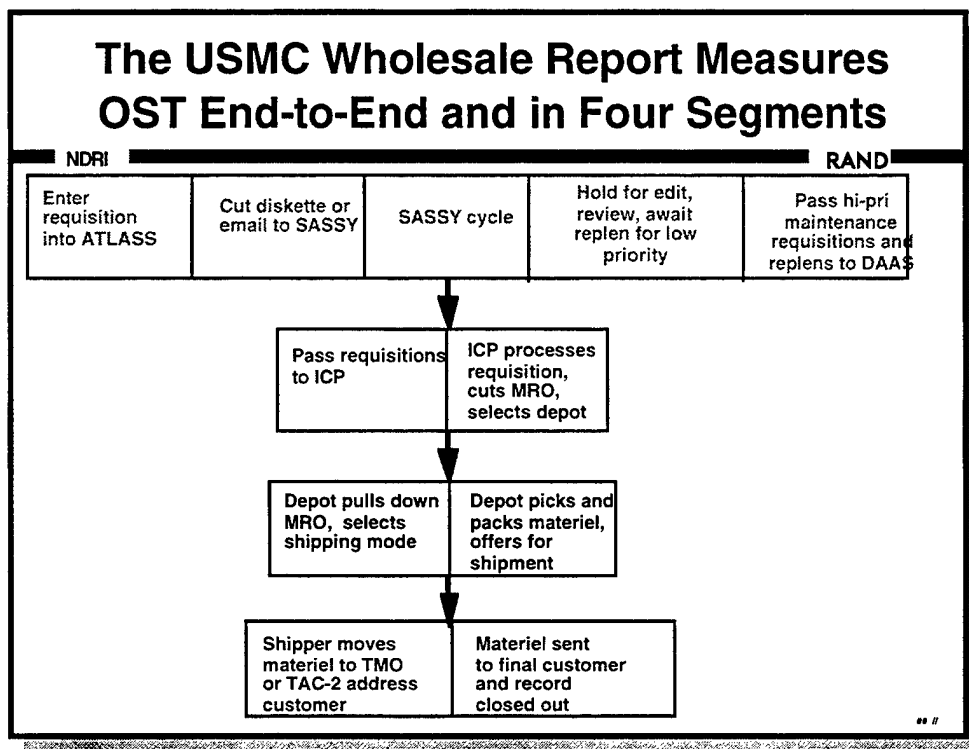 The USMC Wholesale Report Measures
OST End-to-End and in Four Segments
NDRI
RAND
Enter
requisition
into ATLASS
Cut diskette or
email to SASSY
SASSY cycle
Hold for edit,
review, await
replen for low
priority
Pass hi-pri
maintenance
requisitions and
replens to DAAS
Pass requisitions
to ICP
ICP processes
requisition,
cuts MRO,
selects depot
Depot pulls down
MRO, selects
shipping mode
Depot picks and
packs materiel,
offers for
shipment
Shipper moves
materiel to TMO
or TAC-2 address
customer
Materiel sent
to final customer
and record
closed out